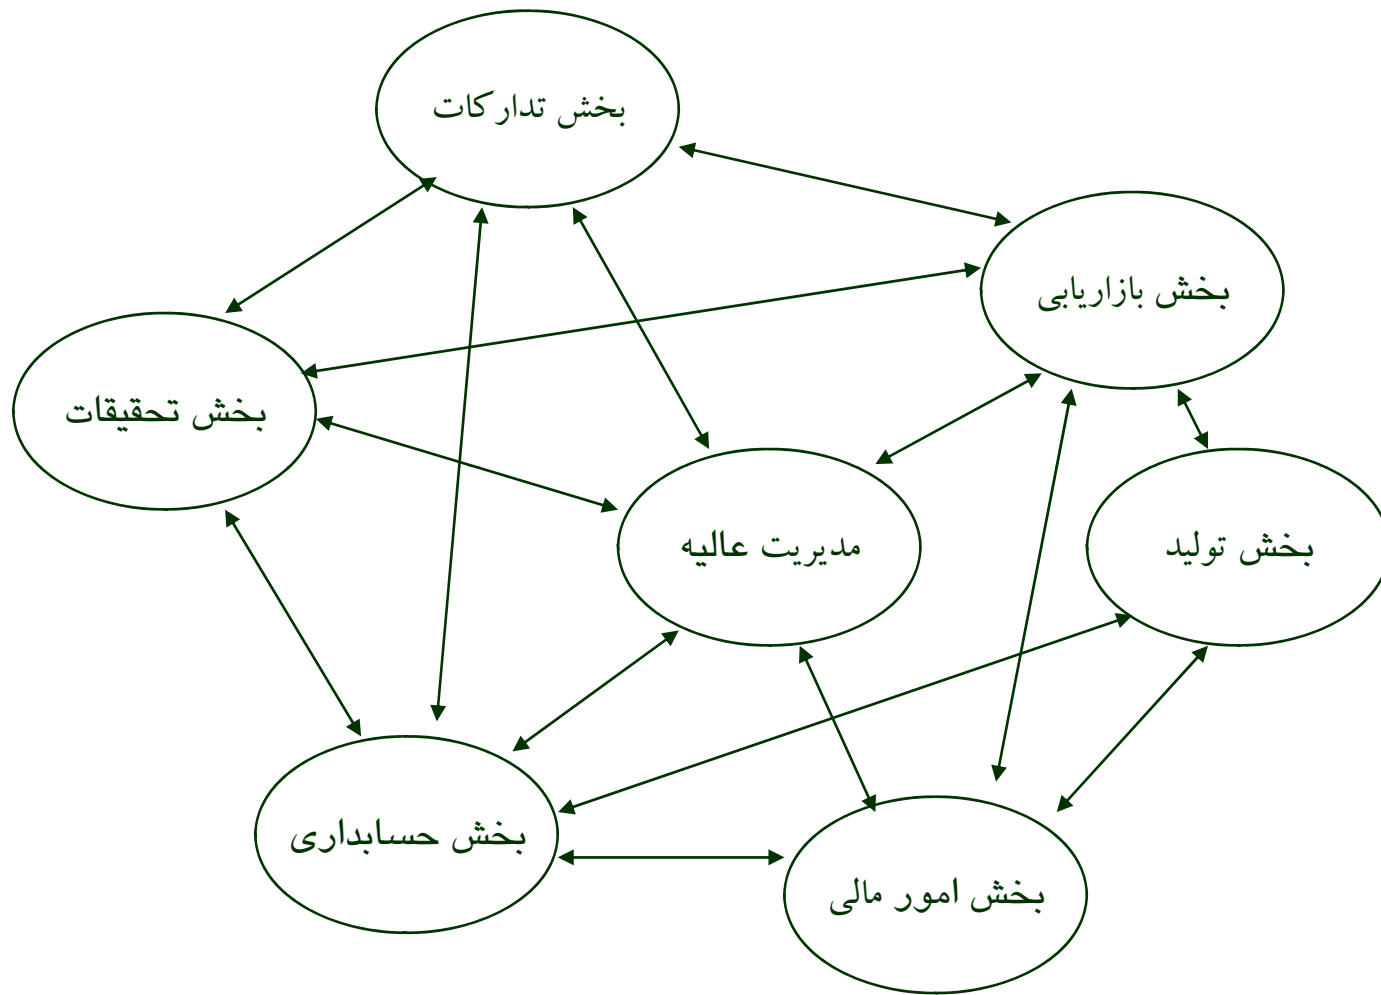 بخش تدارکات
بخش بازاریابی
بخش تحقیقات
مدیریت عالیه
بخش تولید
بخش حسابداری
بخش امور مالی